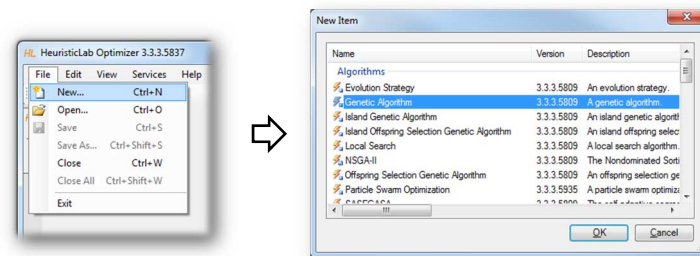 HL HeuristicLab Optimizer 3.3.3.5837
File Edit View Services Help
New... Ctrl+N
Open... Ctrl+O
Save Ctrl+S
Save As... Ctrl+Shift+S
Close Ctrl+W
Close All Ctrl+Shift+W
Exit
New Item
Name Version Description
Algorithms
Evolution Strategy 3.3.3.5809 An evolution strategy.
Genetic Algorithm 3.3.3.5809 A genetic algorithm.
Island Genetic Algorithm 3.3.3.5809 An island genetic algorith
Island Offspring Selection Genetic Algorithm 3.3.3.5809 An island offspring selec
Local Search 3.3.3.5809 A local search algorithm.
NSGA-II 3.3.3.5809 The Nondominated Sorti
Offspring Selection Genetic Algorithm 3.3.3.5809 An offspring selection ge
Particle Swarm Optimization 3.3.3.5935 A particle swarm optimiza
OK Cancel